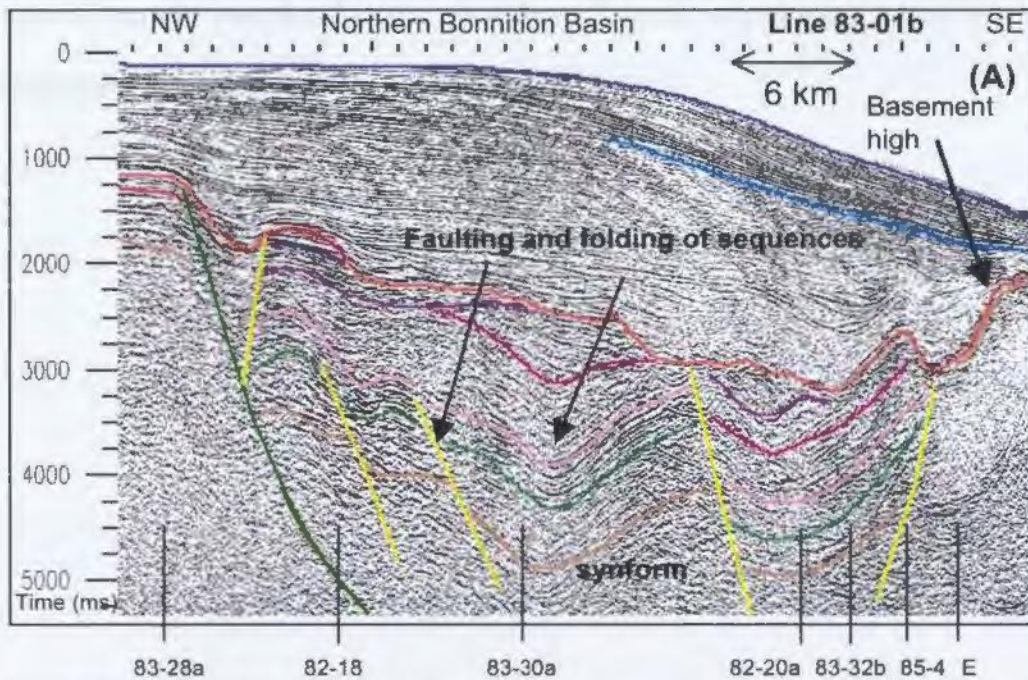 NW Northern Bonnition Basin Line 83-01b SE
0
(A)
6 km
Basement
high
1000
2000
Faulting and folding of sequences
3000
4000
synform
5000
Time (ms)
83-28a 82-18 83-30a 82-20a 83-32b 85-4 E